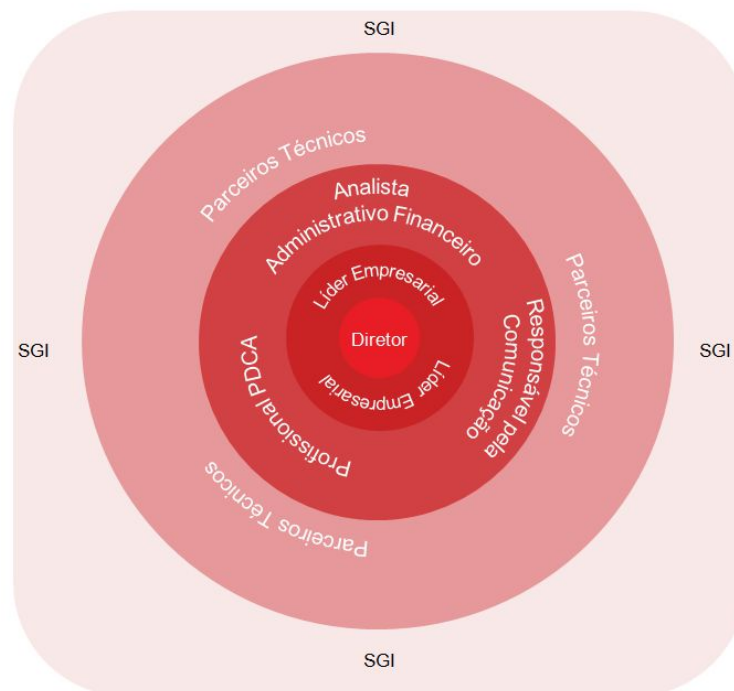 SGI
Parceiros Técnicos
Analista
Administrativo Financeiro
Líder Empresarial
Parceiros Técnicos
Responsável pela
Comunicação
SGI
Diretor
SGI
Profissional PDCA
Líder Empresarial
Parceiros Técnicos
SGI